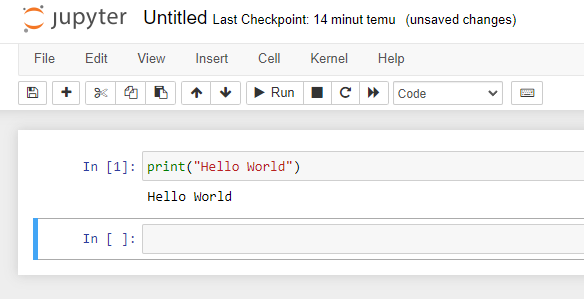 jupyter Untitled Last Checkpoint: 14 minut temu (unsaved changes)
File Edit View Insert Cell Kernel Help
Run Code
In [1]: print("Hello World")
Hello World
In [ ]: